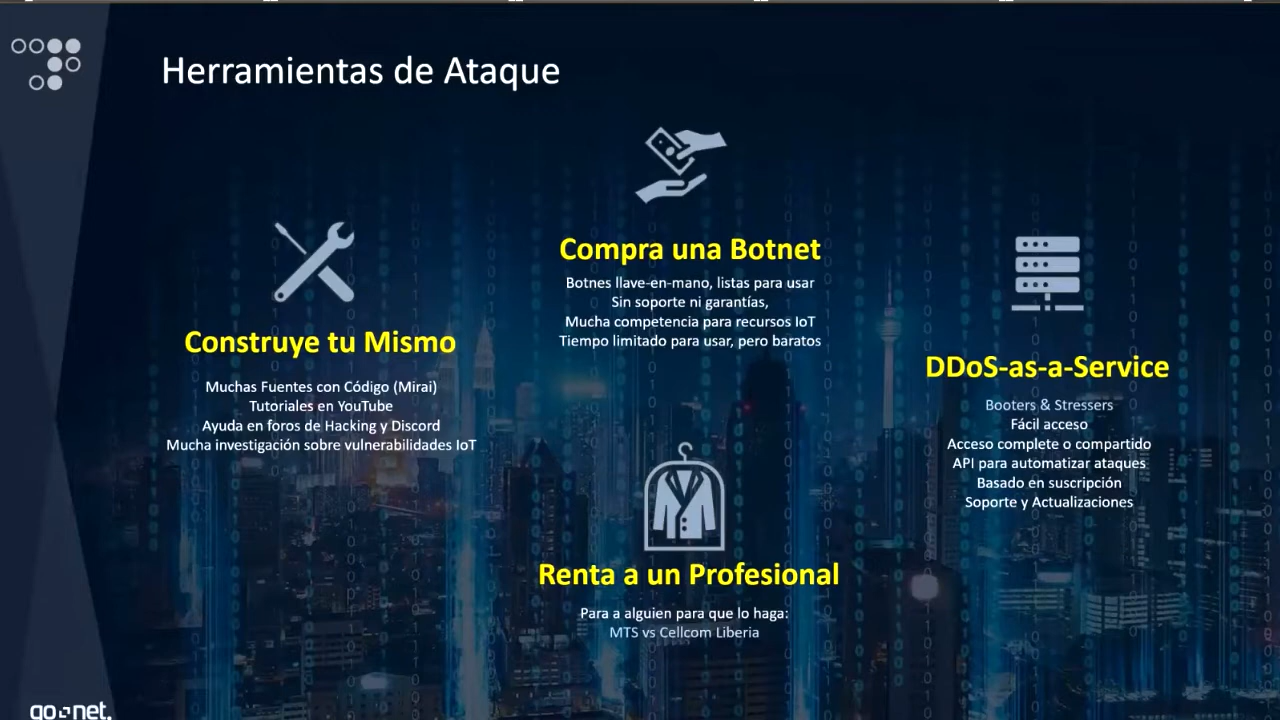 Herramientas de Ataque
Construye tu Mismo
Muchas Fuentes con Código (Mirai)
Tutoriales en YouTube
Ayuda en foros de Hacking y Discord
Mucha investigación sobre vulnerabilidades IoT
Compra una Botnet
Botnes llave-en-mano, listas para usar
Sin soporte ni garantías,
Mucha competencia para recursos IoT
Tiempo limitado para usar, pero baratos
Renta a un Profesional
Para a alguien para que lo haga:
MTS vs Cellcom Liberia
DDoS-as-a-Service
Booters & Stressers
Fácil acceso
Acceso complete o compartido
API para automatizar ataques
Basado en suscripción
Soporte y Actualizaciones
go net.